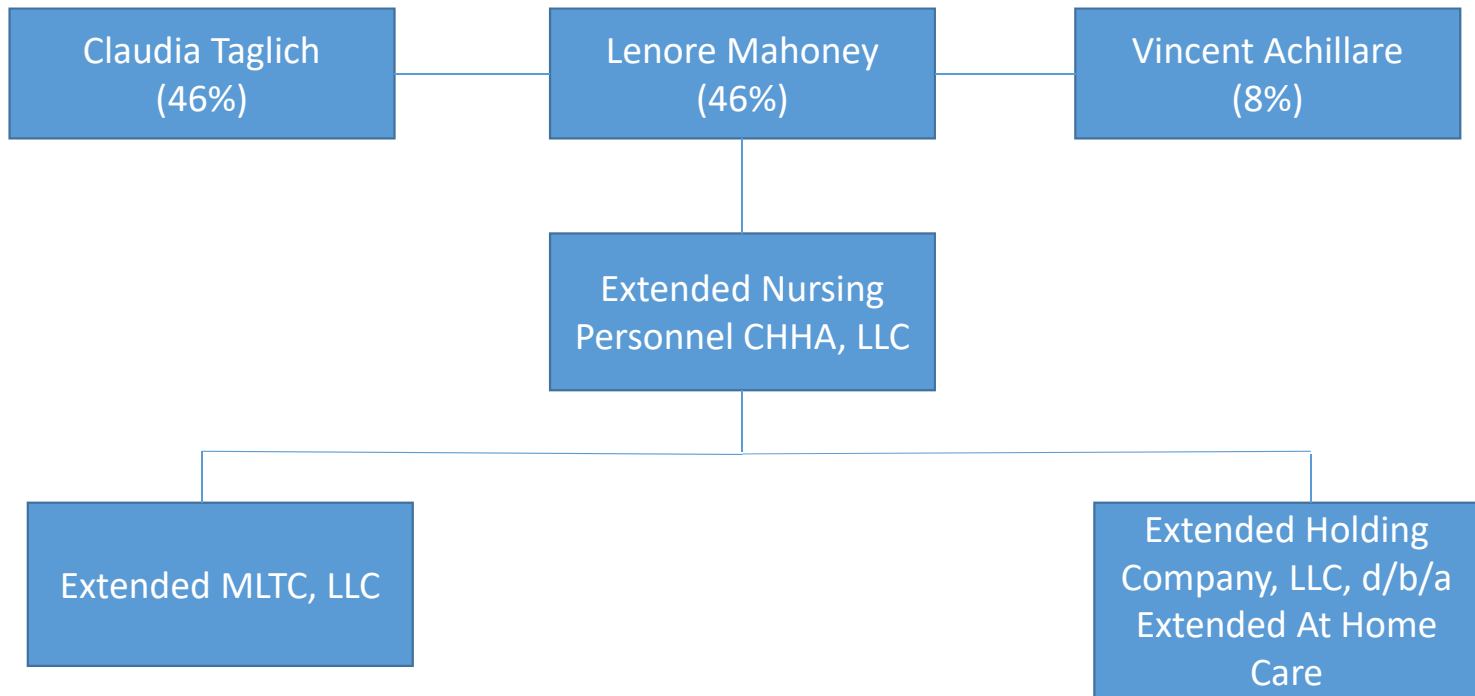 Claudia Taglich
(46%)
Lenore Mahoney
(46%)
Vincent Achillare
(8%)
Extended Nursing
Personnel CHHA, LLC
Extended MLTC, LLC
Extended Holding
Company, LLC, d/b/a
Extended At Home
Care